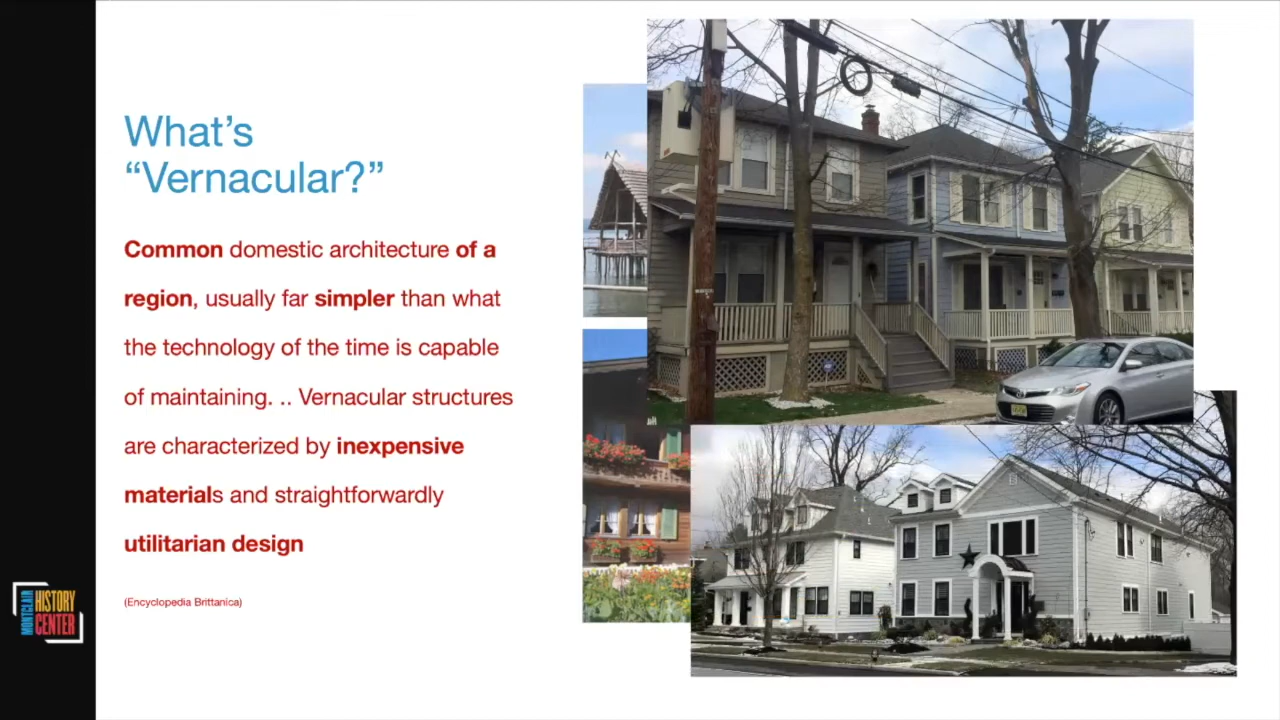 What's
“Vernacular?”
Common domestic architecture of a
region, usually far simpler than what
the technology of the time is capable
of maintaining. .. Vernacular structures
are characterized by inexpensive
materials and straightforwardly
utilitarian design
(Encyclopedia Brittanica)
MONTCLAIR
HISTORY
CENTER